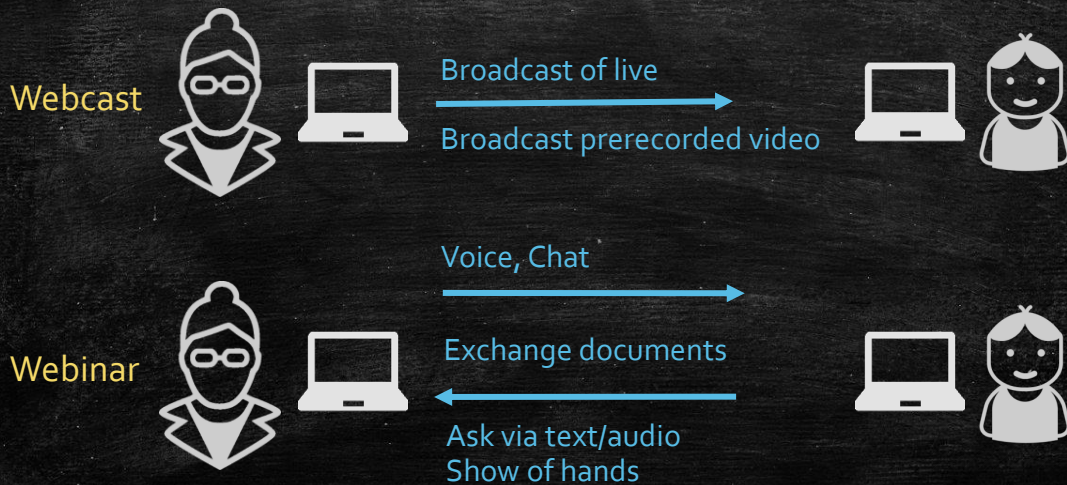 Webcast
Broadcast of live
Broadcast prerecorded video
Webinar
Voice, Chat
Exchange documents
Ask via text/audio
Show of hands